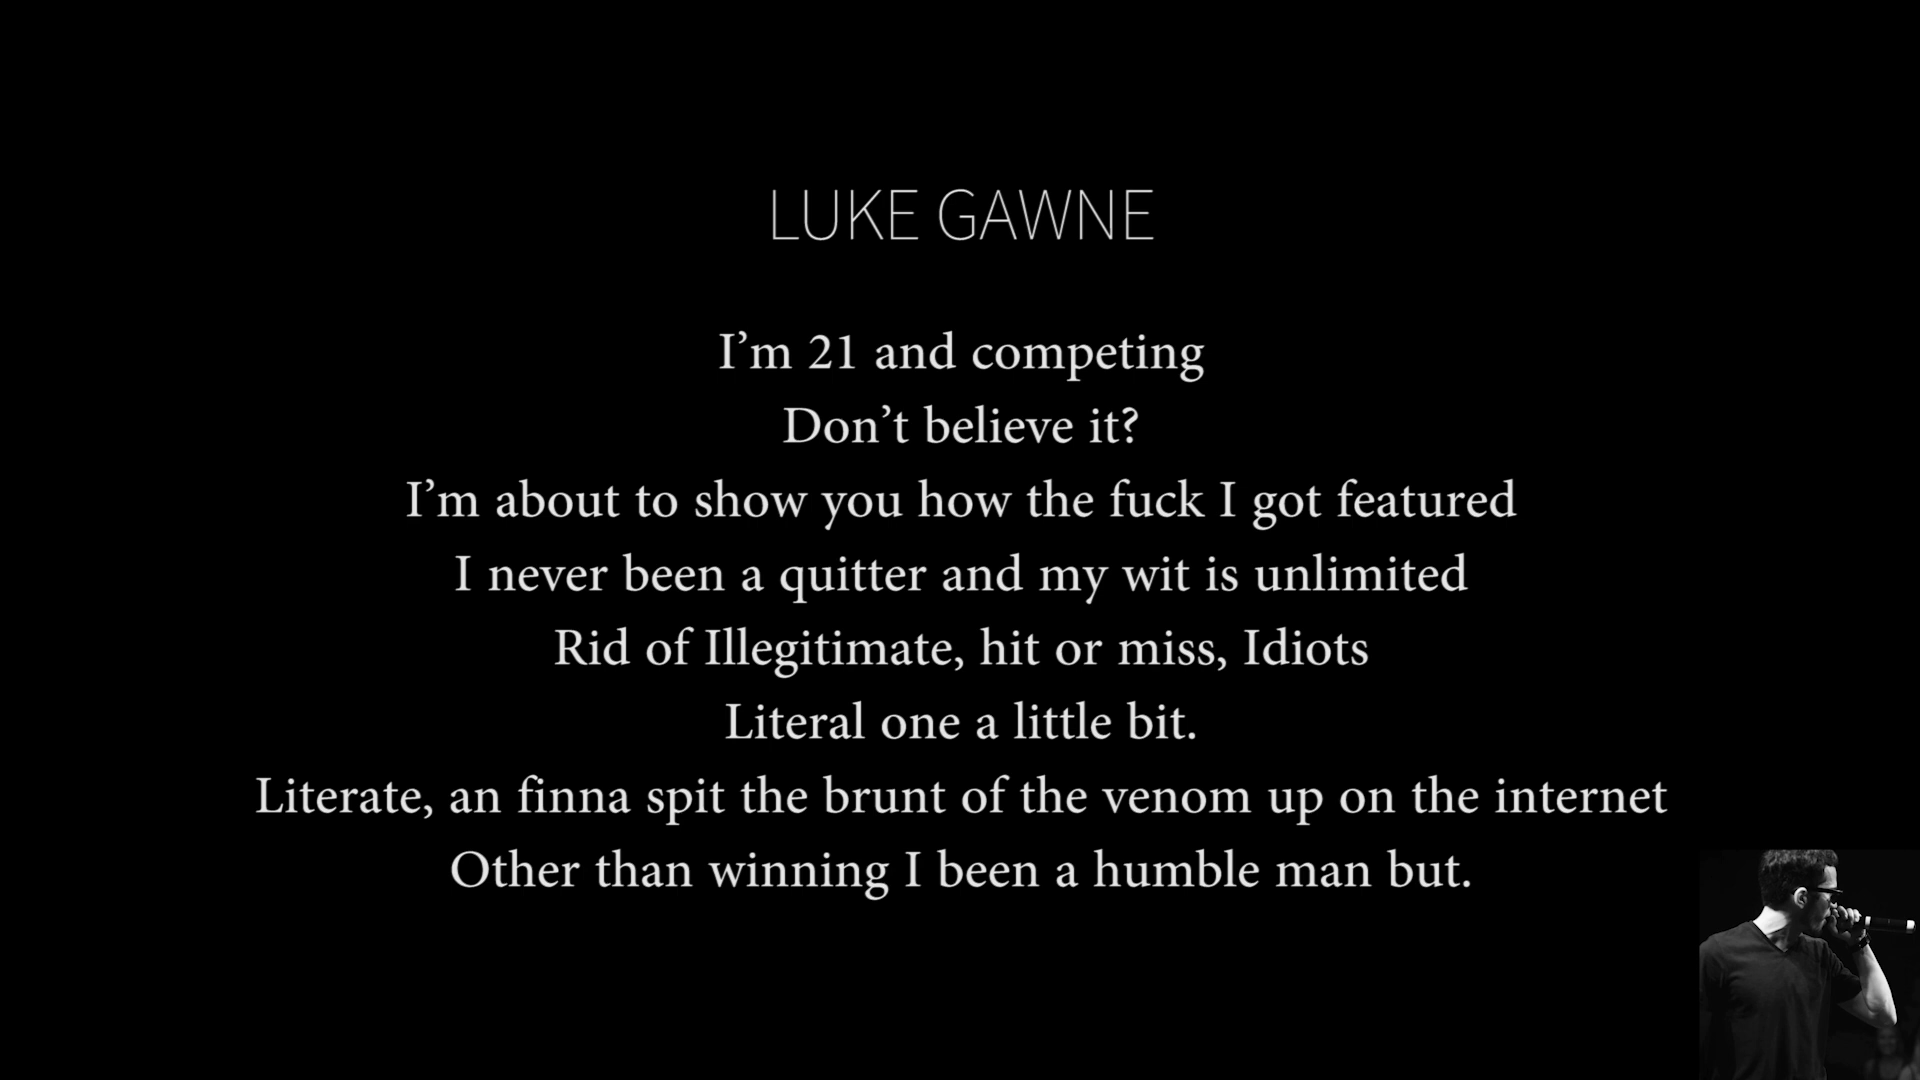 LUKE GAWNE
I’m 21 and competing
Don’t believe it?
I’m about to show you how the fuck I got featured
I never been a quitter and my wit is unlimited
Rid of Illegitimate, hit or miss, Idiots
Literal one a little bit.
Literate, an finna spit the brunt of the venom up on the internet
Other than winning I been a humble man but.